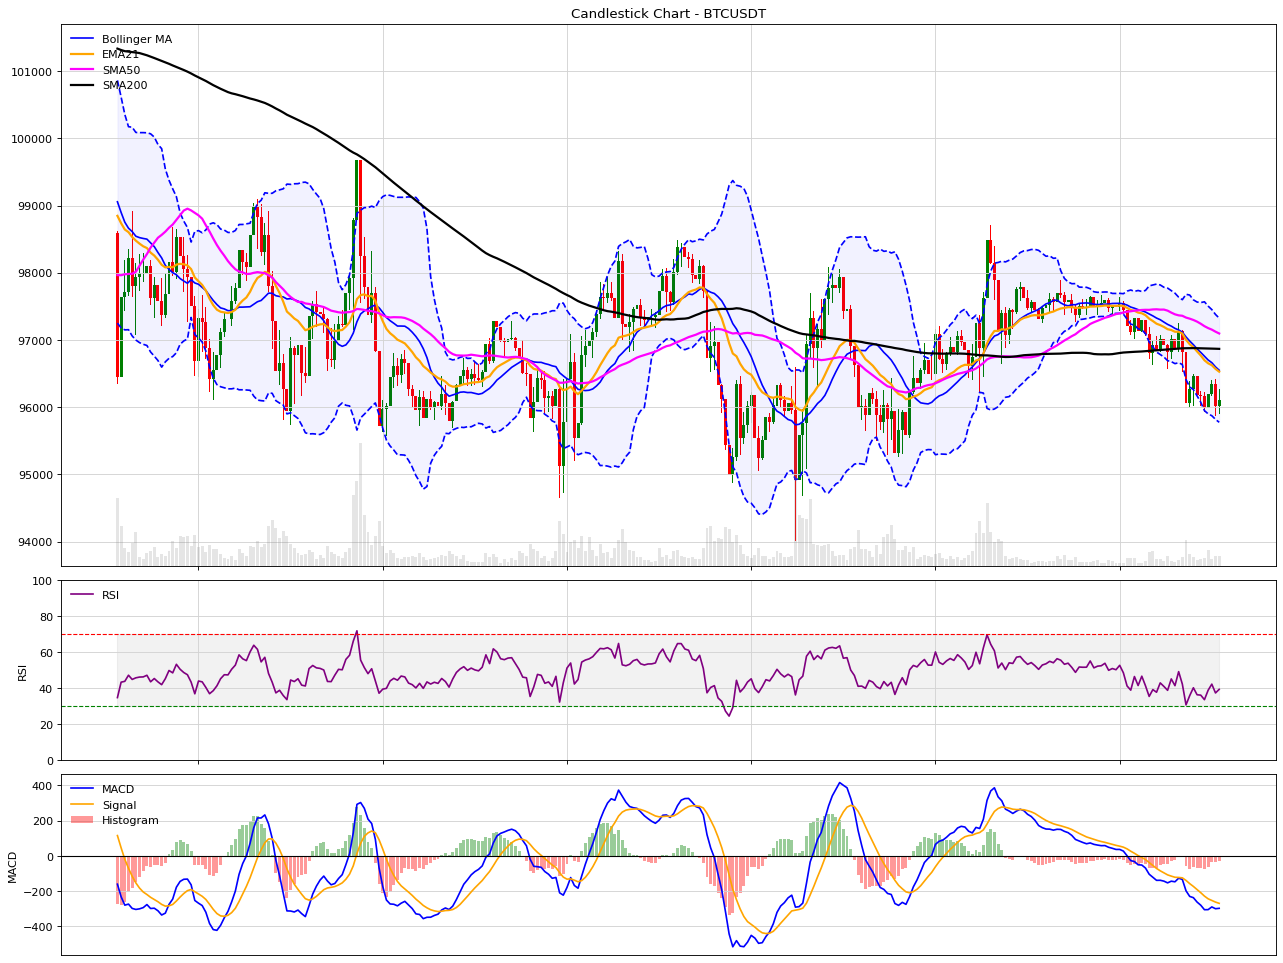 Candlestick Chart - BTCUSDT
Bollinger MA
EMA21
SMA50
SMA200
101000
100000
99000
98000
97000
96000
95000
94000
RSI
100
80
60
40
20
0
RSI
MACD
Signal
Histogram
400
200
0
−200
−400
MACD